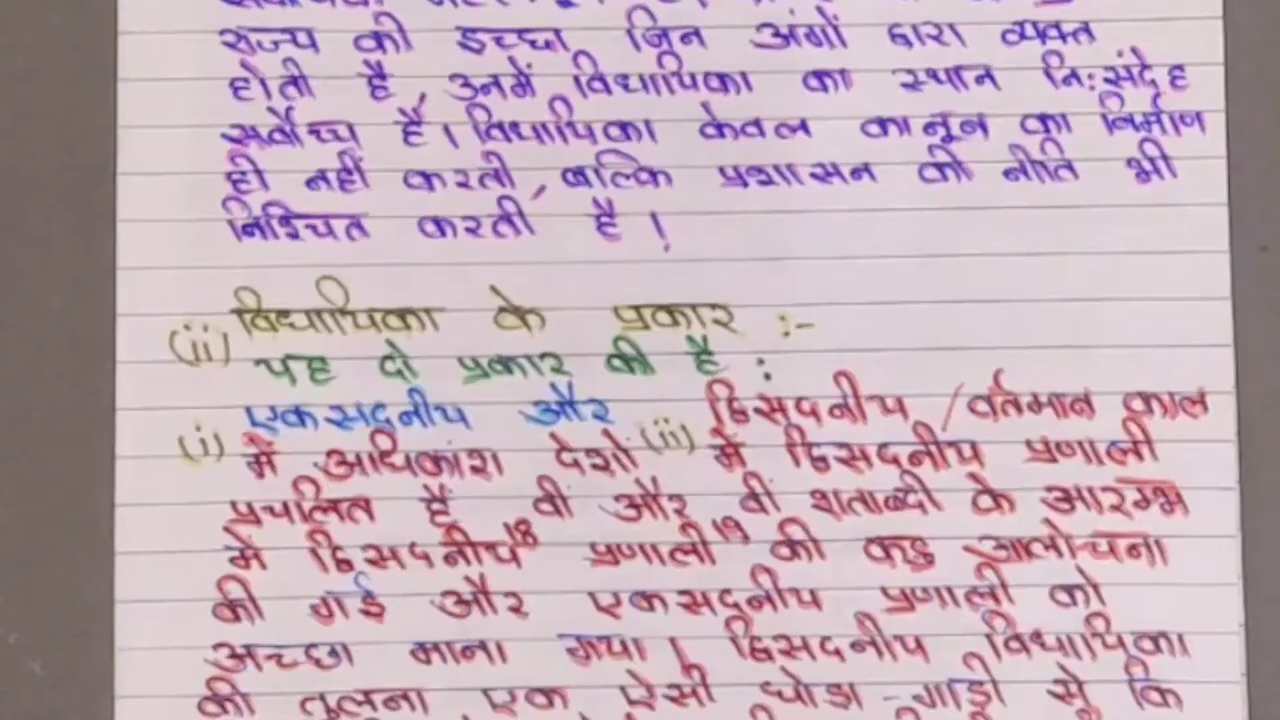 राज्य की इच्छा जिन अंगों द्वारा व्यक्त
होती है, उनमें विधायिका का स्थान निःसंदेह
सर्वोच्च है। विधायिका केवल कानून का निर्माण
ही नहीं करती, बल्कि प्रशासन की नीति भी
निश्चित करती है।
(ii) विधायिका के प्रकार :-
यह दो प्रकार की है :
(i) एकसदनीय और (ii) द्विसदनीय / वर्तमान काल
में अधिकांश देशों में द्विसदनीय प्रणाली
प्रचलित है 18 वी और 19 वीं शताब्दी के आरम्भ
में द्विसदनीय प्रणाली की कटु आलोचना
की गई और एकसदनीय प्रणाली को
अच्छा माना गया। द्विसदनीय विधायिका
की तुलना एक ऐसी घोड़ा-गाड़ी से कि